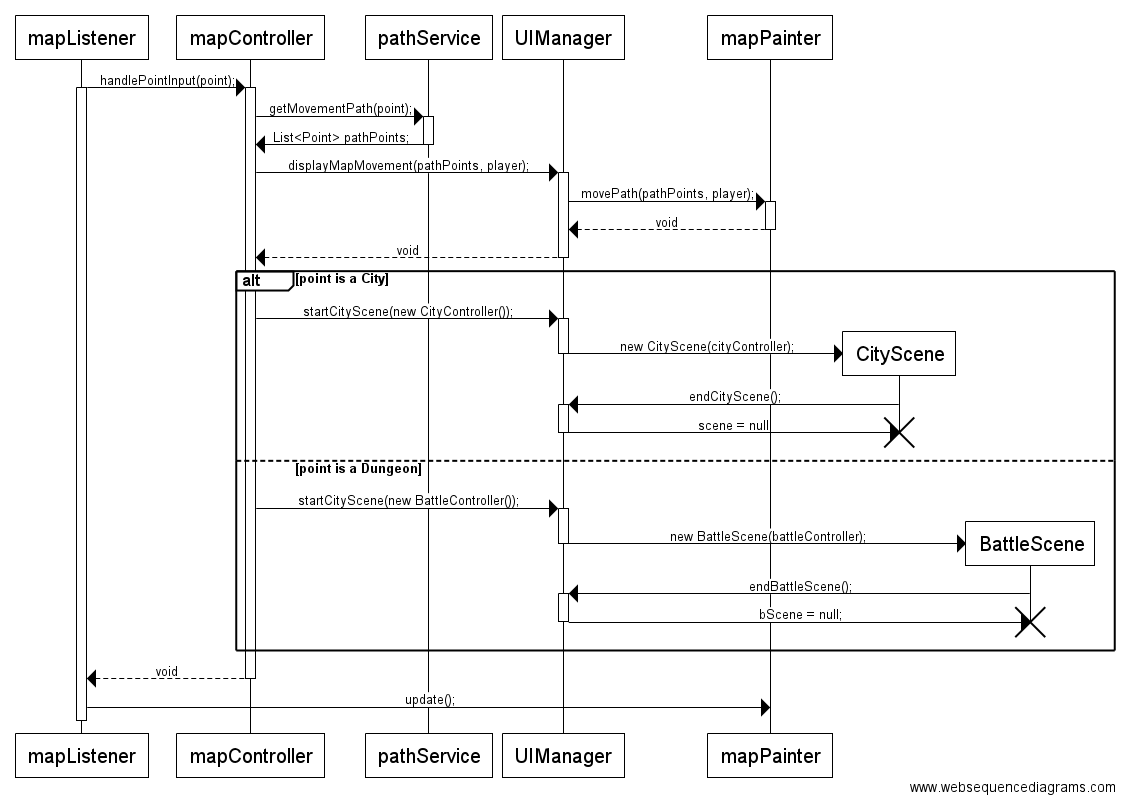 mapListener mapController pathService UIManager mapPainter
handlePointInput(point);
getMovementPath(point);
List<Point> pathPoints;
displayMapMovement(pathPoints, player);
movePath(pathPoints, player);
void
void
alt [point is a City]
startCityScene(new CityController());
new CityScene(cityController);
CityScene
endCityScene();
scene = null
[point is a Dungeon]
startCityScene(new BattleController());
new BattleScene(battleController);
BattleScene
endBattleScene();
bScene = null;
void
update();
mapListener mapController pathService UIManager mapPainter
www.websequencediagrams.com